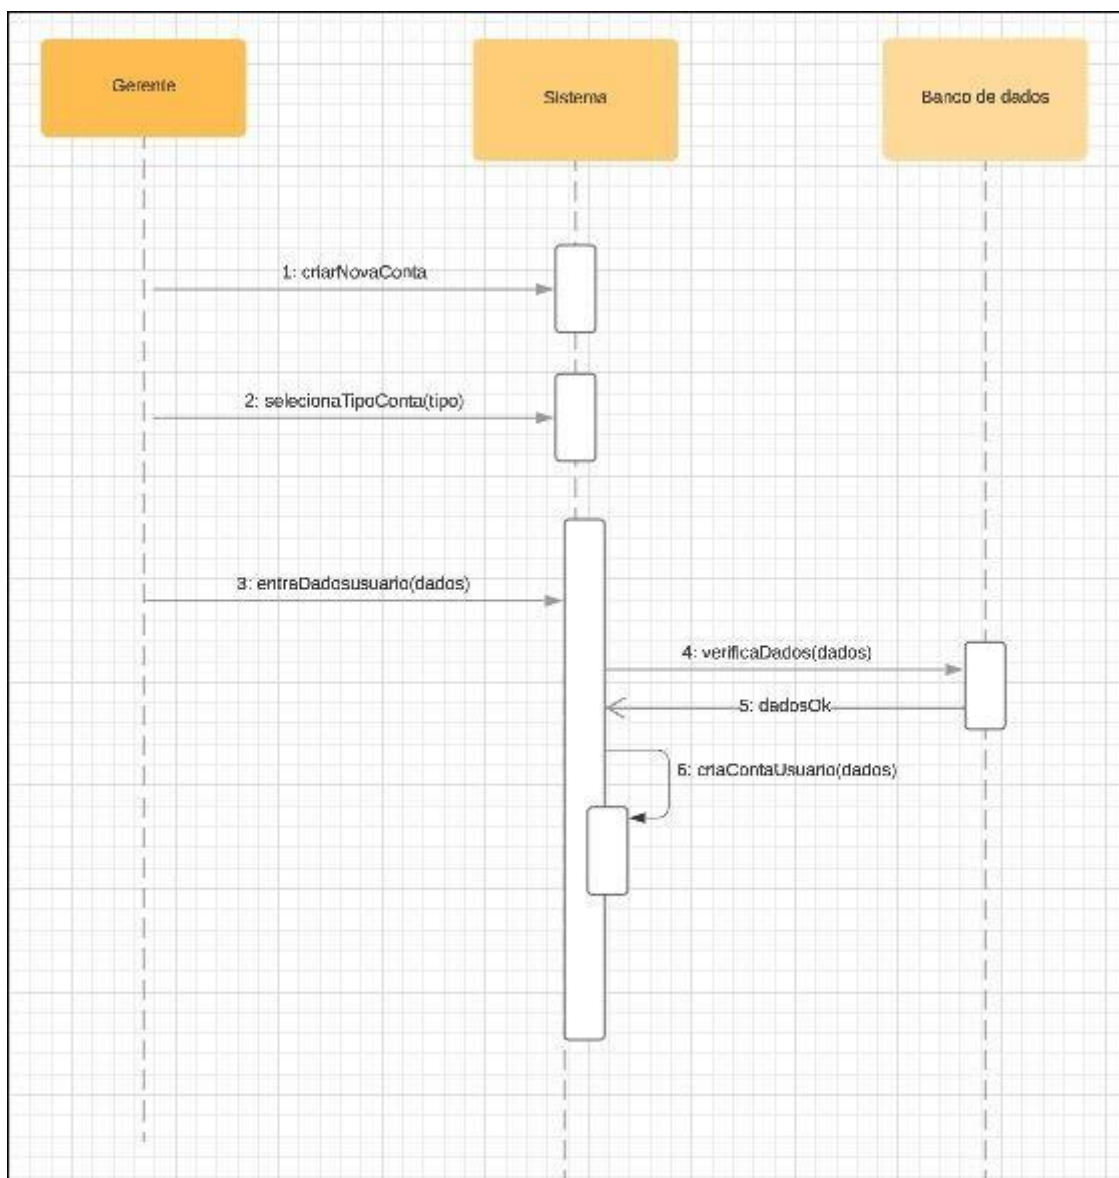 Gerente
Sistema
Banco de dados
1: criarNovaConta
2: selecionaTipoConta(tipo)
3: entraDadosusuario(dados)
4: verificaDados(dados)
5: dadosOk
6: criaContaUsuario(dados)